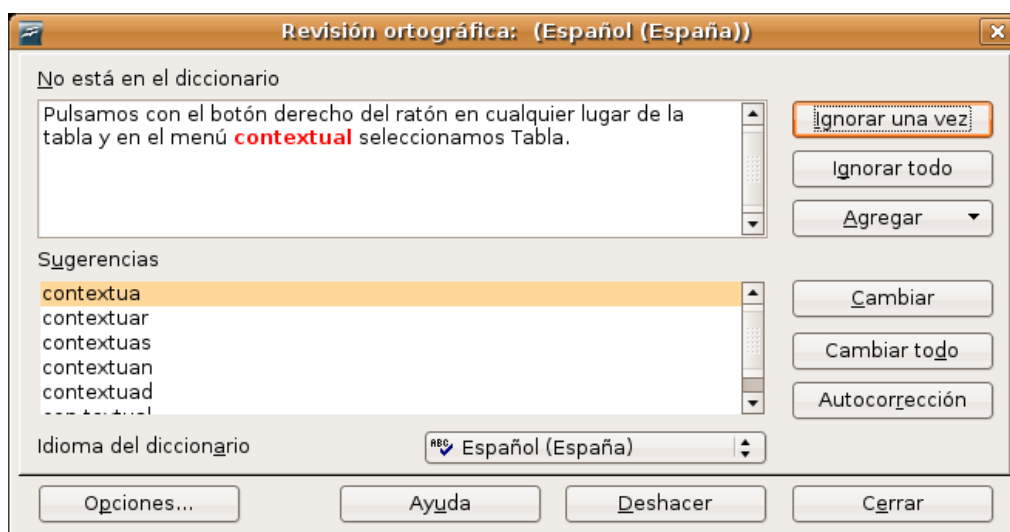 Revisión ortográfica: (Español (España))
No está en el diccionario
Pulsamos con el botón derecho del ratón en cualquier lugar de la
tabla y en el menú contextual seleccionamos Tabla.
Ignorar una vez
Ignorar todo
Agregar
Sugerencias
contextua
contextuar
contextuas
contextuan
contextuad
Cambiar
Cambiar todo
Autocorrección
Idioma del diccionario
ABC Español (España)
Opciones...
Ayuda
Deshacer
Cerrar